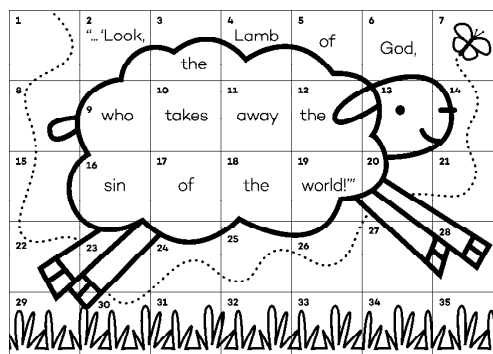 1 2 3 4 5 6 7
"...'Look, the Lamb of God,
8 9 10 11 12 13 14
who takes away the
15 16 17 18 19 20 21
sin of the world!'"
22 23 24 25 26 27 28
29 30 31 32 33 34 35